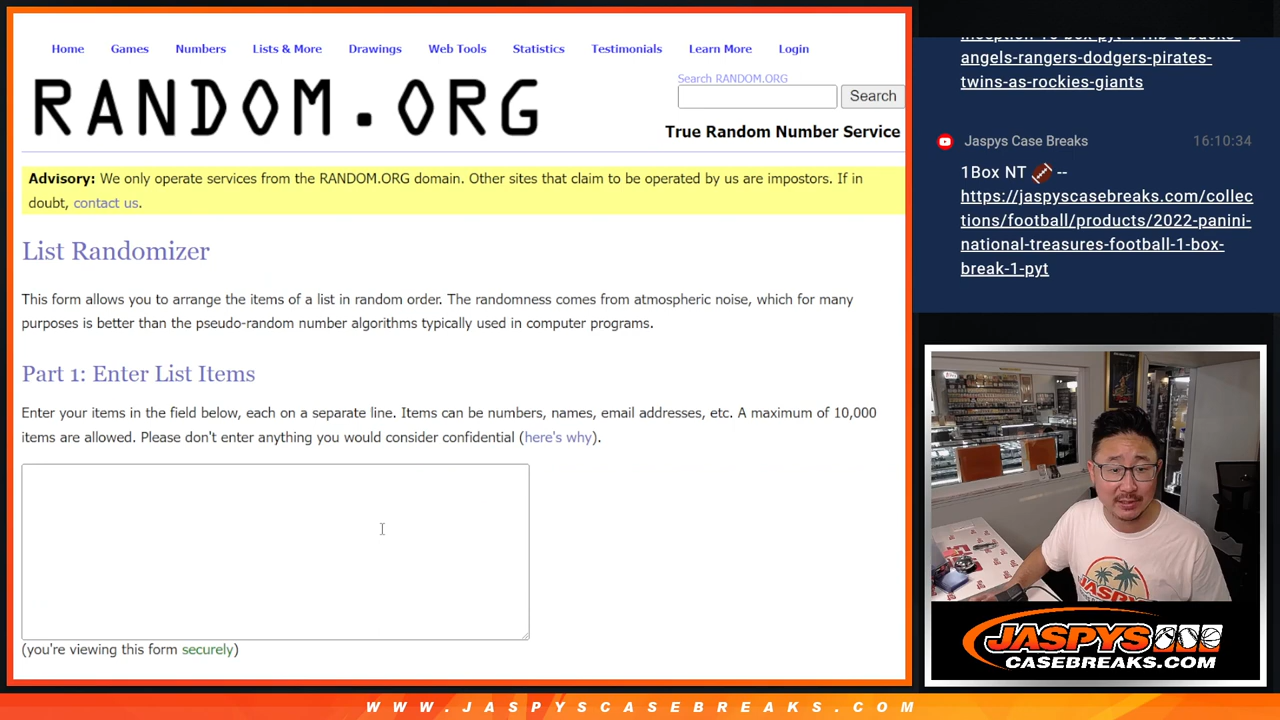 Home Games Numbers Lists & More Drawings Web Tools Statistics Testimonials Learn More Login
RANDOM.ORG
Search RANDOM.ORG
Search
True Random Number Service
Advisory: We only operate services from the RANDOM.ORG domain. Other sites that claim to be operated by us are impostors. If in
doubt, contact us.
List Randomizer
This form allows you to arrange the items of a list in random order. The randomness comes from atmospheric noise, which for many
purposes is better than the pseudo-random number algorithms typically used in computer programs.
Part 1: Enter List Items
Enter your items in the field below, each on a separate line. Items can be numbers, names, email addresses, etc. A maximum of 10,000
items are allowed. Please don't enter anything you would consider confidential (here's why).
(you're viewing this form securely)
angels-rangers-dodgers-pirates-
twins-as-rockies-giants
Jaspys Case Breaks 16:10:34
1Box NT 🏈 --
https://jaspyscasebreaks.com/collec
tions/football/products/2022-panini-
national-treasures-football-1-box-
break-1-pyt
JASPYS
JASPYS
CASEBREAKS.COM
WWW.JASPYSCASEBREAKS.COM